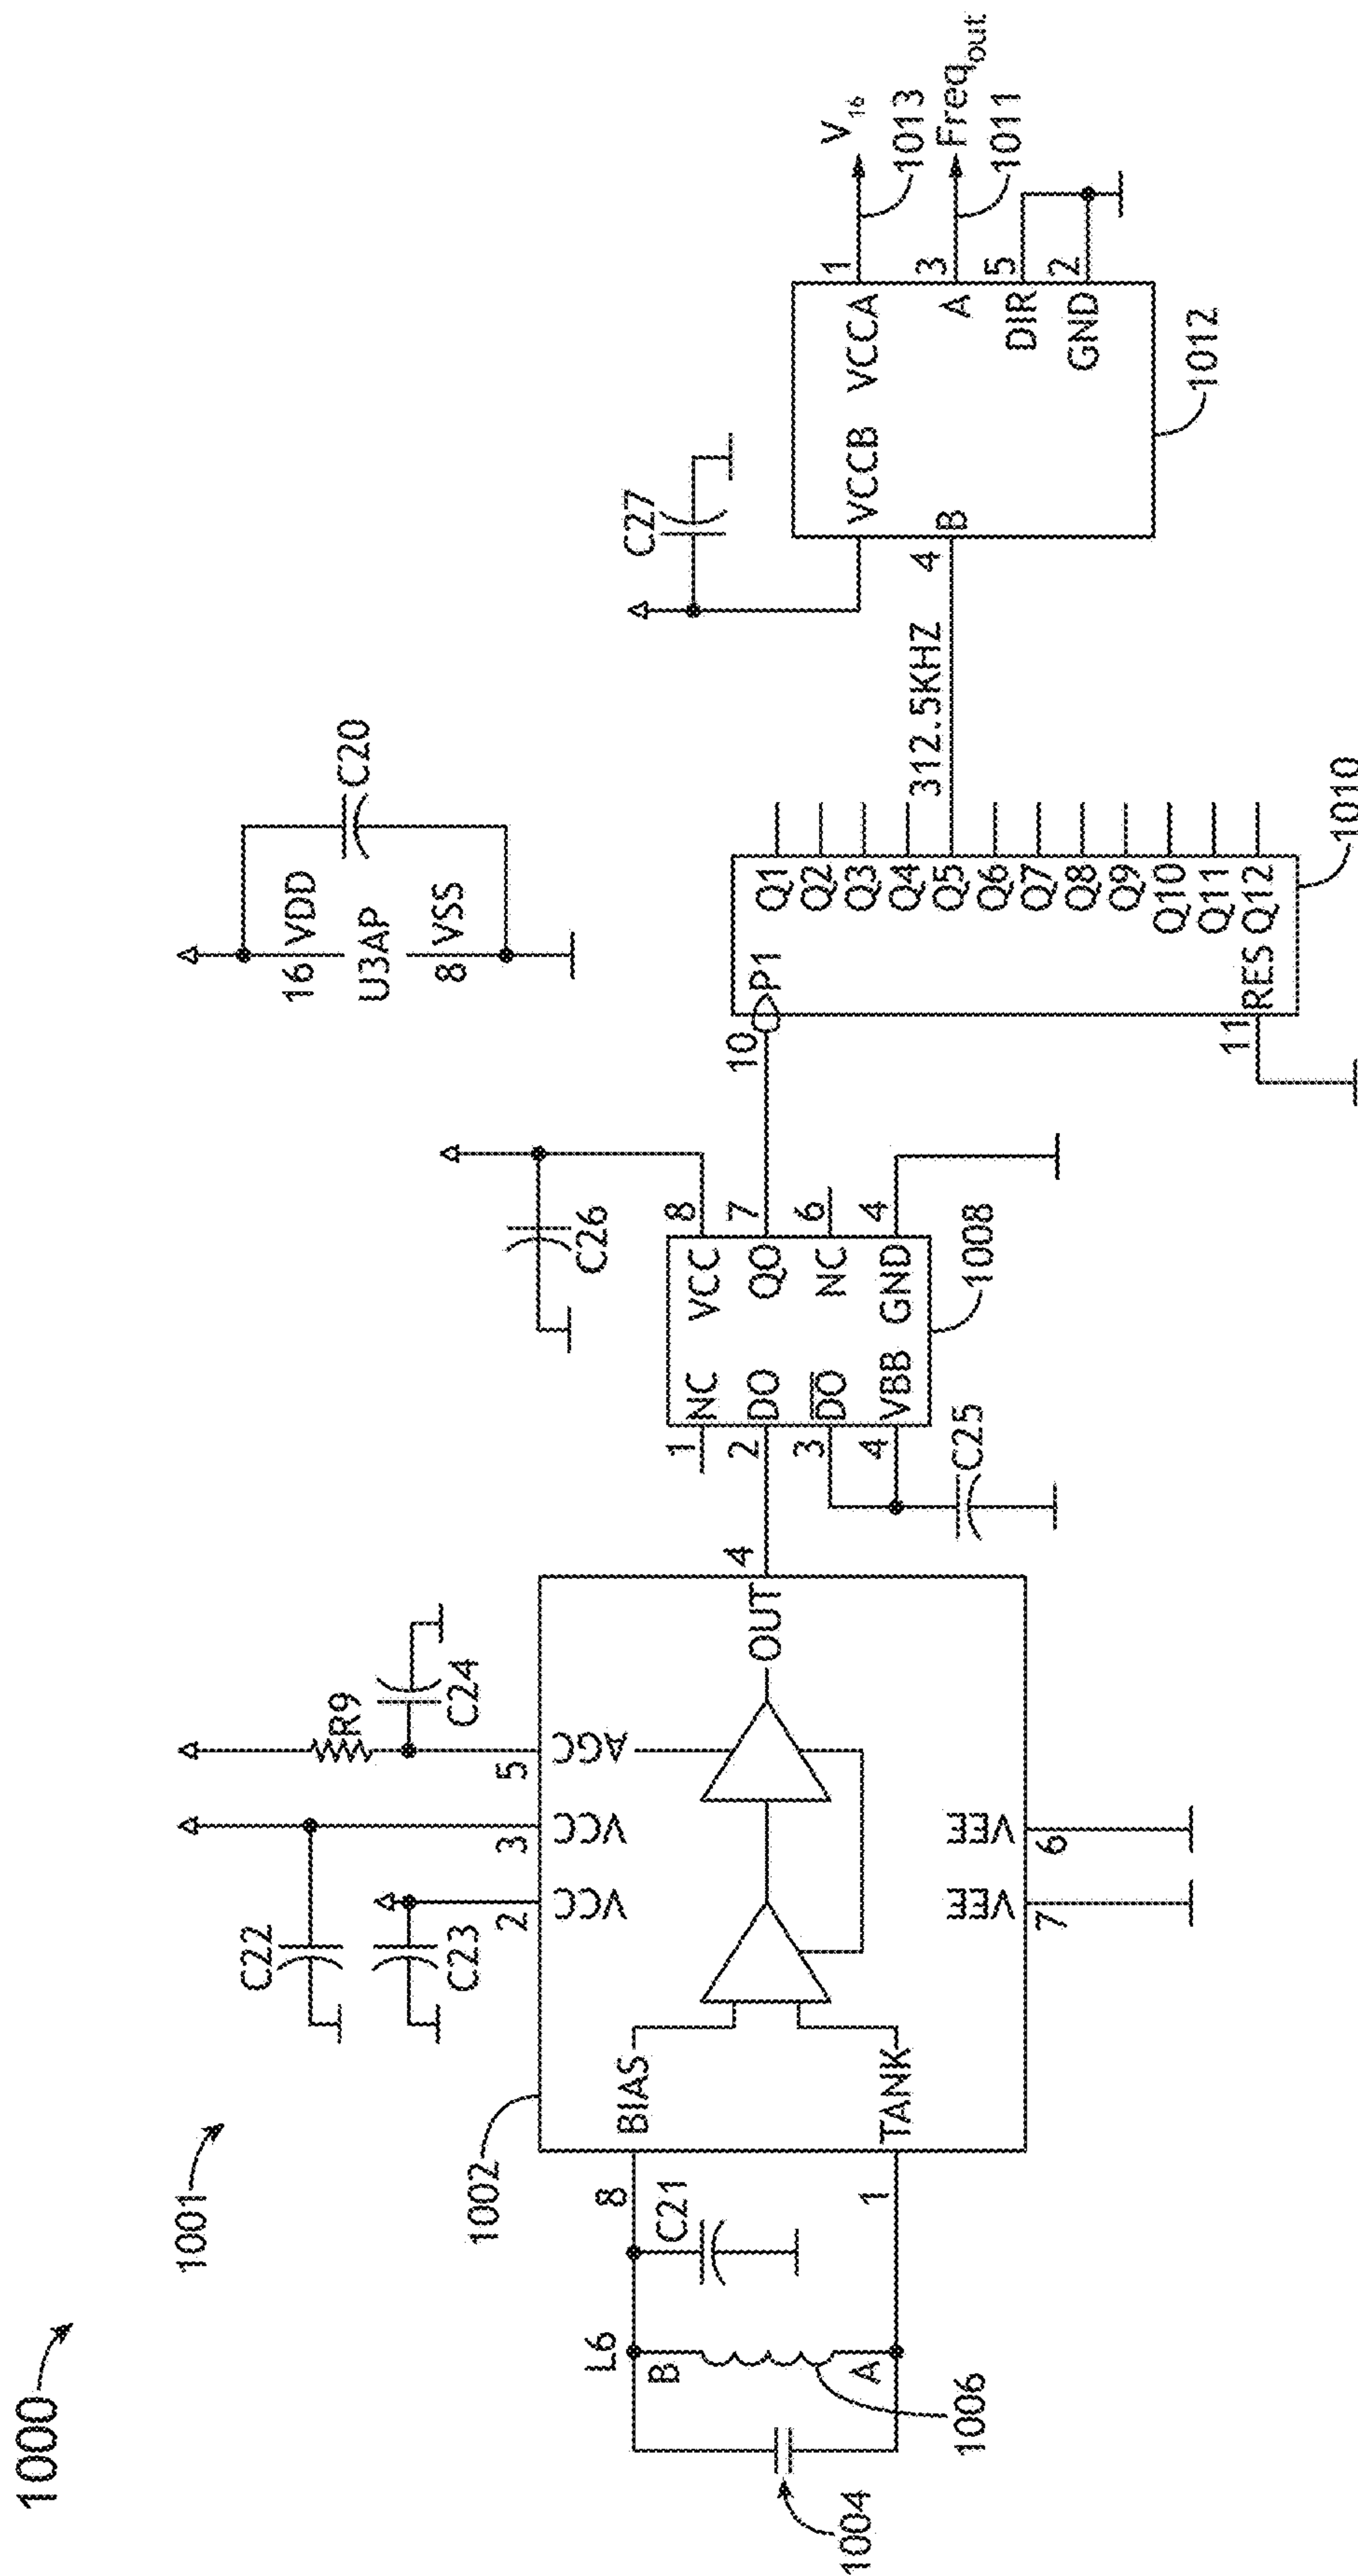 1000
1001
1002
1004
1006
L6
B
A
C21
8
1
BIAS
TANK
C22
C23
R9
C24
2
3
5
VCC
VCC
AGC
OUT
4
VEE
VEE
7
6
1
2
3
4
NC
DO
DO
VBB
C25
VCC
QO
NC
GND
8
7
6
4
C26
1008
16
VDD
U3AP
8
VSS
C20
10
P1
11
RES
Q1
Q2
Q3
Q4
Q5
Q6
Q7
Q8
Q9
Q10
Q11
Q12
1010
312.5KHZ
C27
4
VCCB
B
VCCA
A
DIR
GND
1
3
5
2
1012
V16
1013
Freqout
1011